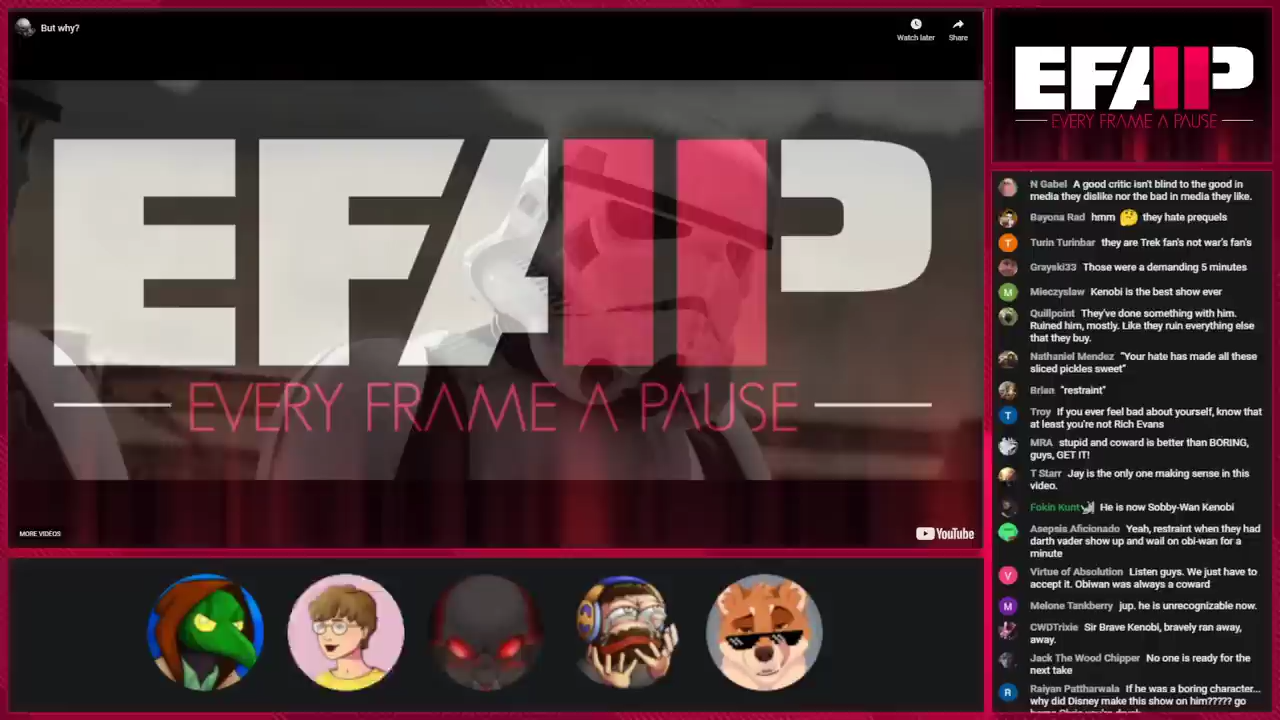 But why?
Watch later
Share
EFAP
EVERY FRAME A PAUSE
MORE VIDEOS
YouTube
EFAP
EVERY FRAME A PAUSE
N Gabel A good critic isn't blind to the good in
media they dislike nor the bad in media they like.
Bayona Rad hmm 🤔 they hate prequels
T
Turin Turinbar they are Trek fan's not war's fan's
Grayski33 Those were a demanding 5 minutes
M
Mieczyslaw Kenobi is the best show ever
Quillpoint They've done something with him.
Ruined him, mostly. Like they ruin everything else
that they buy.
Nathaniel Mendez "Your hate has made all these
sliced pickles sweet"
Brian "restraint"
T
Troy If you ever feel bad about yourself, know that
at least you're not Rich Evans
MRA stupid and coward is better than BORING,
guys, GET IT!
T Starr Jay is the only one making sense in this
video.
Fokin Kunt He is now Sobby-Wan Kenobi
Asepsis Aficionado Yeah, restraint when they had
darth vader show up and wail on obi-wan for a
minute
V
Virtue of Absolution Listen guys. We just have to
accept it. Obiwan was always a coward
M
Melone Tankberry jup. he is unrecognizable now.
CWDTrixie Sir Brave Kenobi, bravely ran away,
away.
Jack The Wood Chipper No one is ready for the
next take
R
Raiyan Pattharwala If he was a boring character...
why did Disney make this show on him????? go